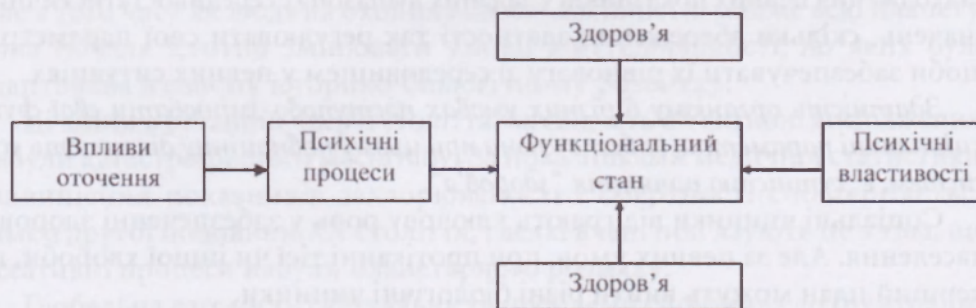 Здоров’я
Впливи
оточення
Психічні
процеси
Функціональний
стан
Психічні
властивості
Здоров’я